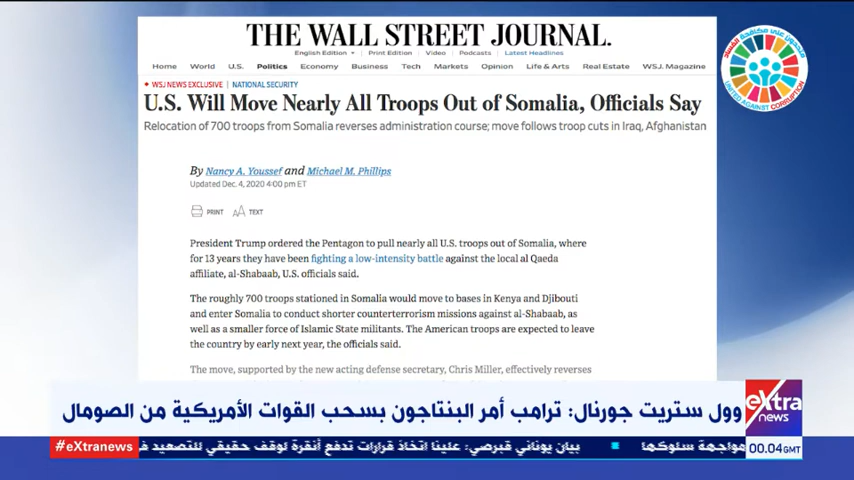 THE WALL STREET JOURNAL.
English Edition Print Edition Video Podcasts Latest Headlines
Home World U.S. Politics Economy Business Tech Markets Opinion Life & Arts Real Estate WSJ. Magazine
متحدون على مكافحة الفساد
UNITED AGAINST CORRUPTION
WSJ NEWS EXCLUSIVE | NATIONAL SECURITY
U.S. Will Move Nearly All Troops Out of Somalia, Officials Say
Relocation of 700 troops from Somalia reverses administration course; move follows troop cuts in Iraq, Afghanistan
By Nancy A. Youssef and Michael M. Phillips
Updated Dec. 4, 2020 4:00 pm ET
PRINT AA TEXT
President Trump ordered the Pentagon to pull nearly all U.S. troops out of Somalia, where
for 13 years they have been fighting a low-intensity battle against the local al Qaeda
affiliate, al-Shabaab, U.S. officials said.
The roughly 700 troops stationed in Somalia would move to bases in Kenya and Djibouti
and enter Somalia to conduct shorter counterterrorism missions against al-Shabaab, as
well as a smaller force of Islamic State militants. The American troops are expected to leave
the country by early next year, the officials said.
The move, supported by the new acting defense secretary, Chris Miller, effectively reverses
وول ستريت جورنال: ترامب أمر البنتاجون بسحب القوات الأمريكية من الصومال
eXtra
news
00:04 GMT
مواجهة سلوكها بيان يوناني قبرصي: علينا اتخاذ قرارات تدفع أنقرة لوقف حقيقي للتصعيد في
#eXtranews